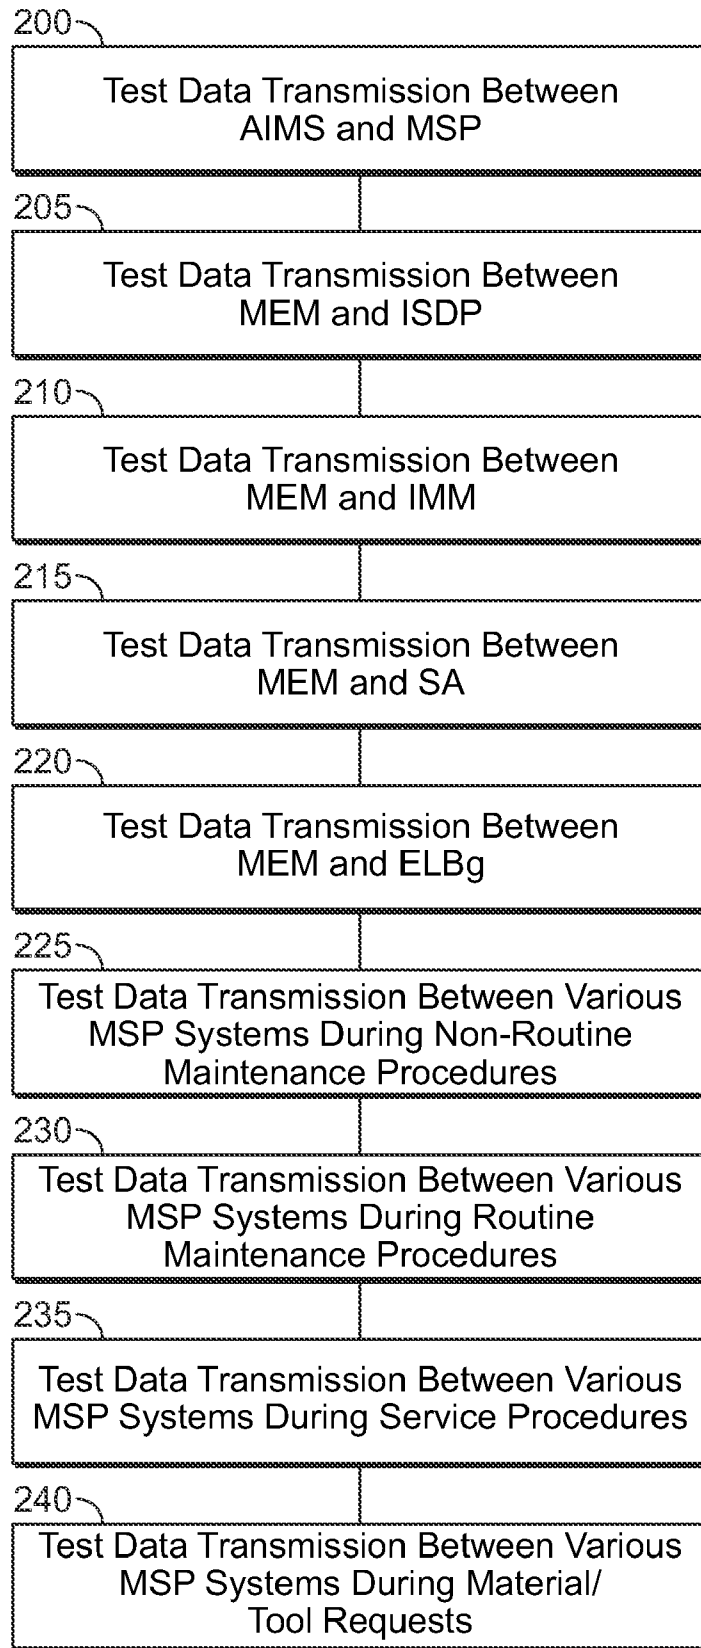 200
Test Data Transmission Between
AIMS and MSP
205
Test Data Transmission Between
MEM and ISDP
210
Test Data Transmission Between
MEM and IMM
215
Test Data Transmission Between
MEM and SA
220
Test Data Transmission Between
MEM and ELBg
225
Test Data Transmission Between Various
MSP Systems During Non-Routine
Maintenance Procedures
230
Test Data Transmission Between Various
MSP Systems During Routine
Maintenance Procedures
235
Test Data Transmission Between Various
MSP Systems During Service Procedures
240
Test Data Transmission Between Various
MSP Systems During Material/
Tool Requests